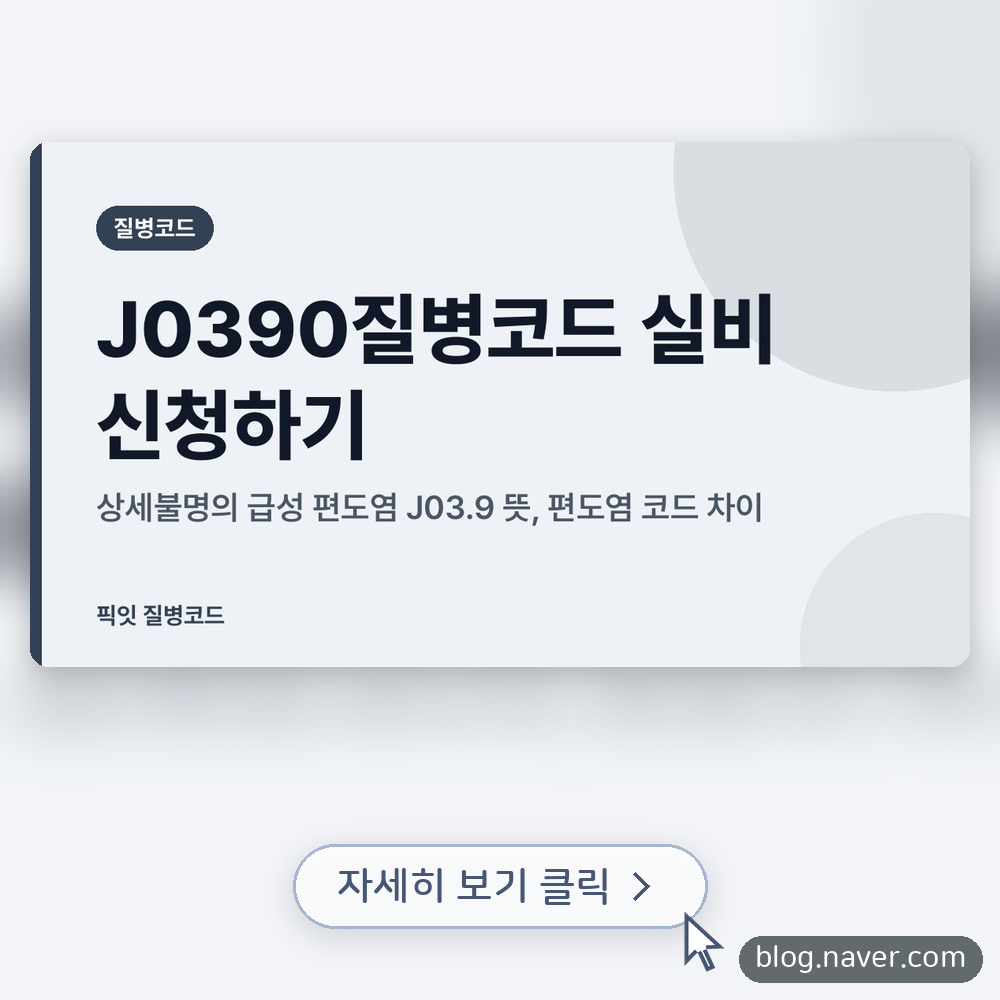 질병코드
J0390질병코드 실비
신청하기
상세불명의 급성 편도염 J03.9 뜻, 편도염 코드 차이
픽잇 질병코드
자세히 보기 클릭
blog.naver.com